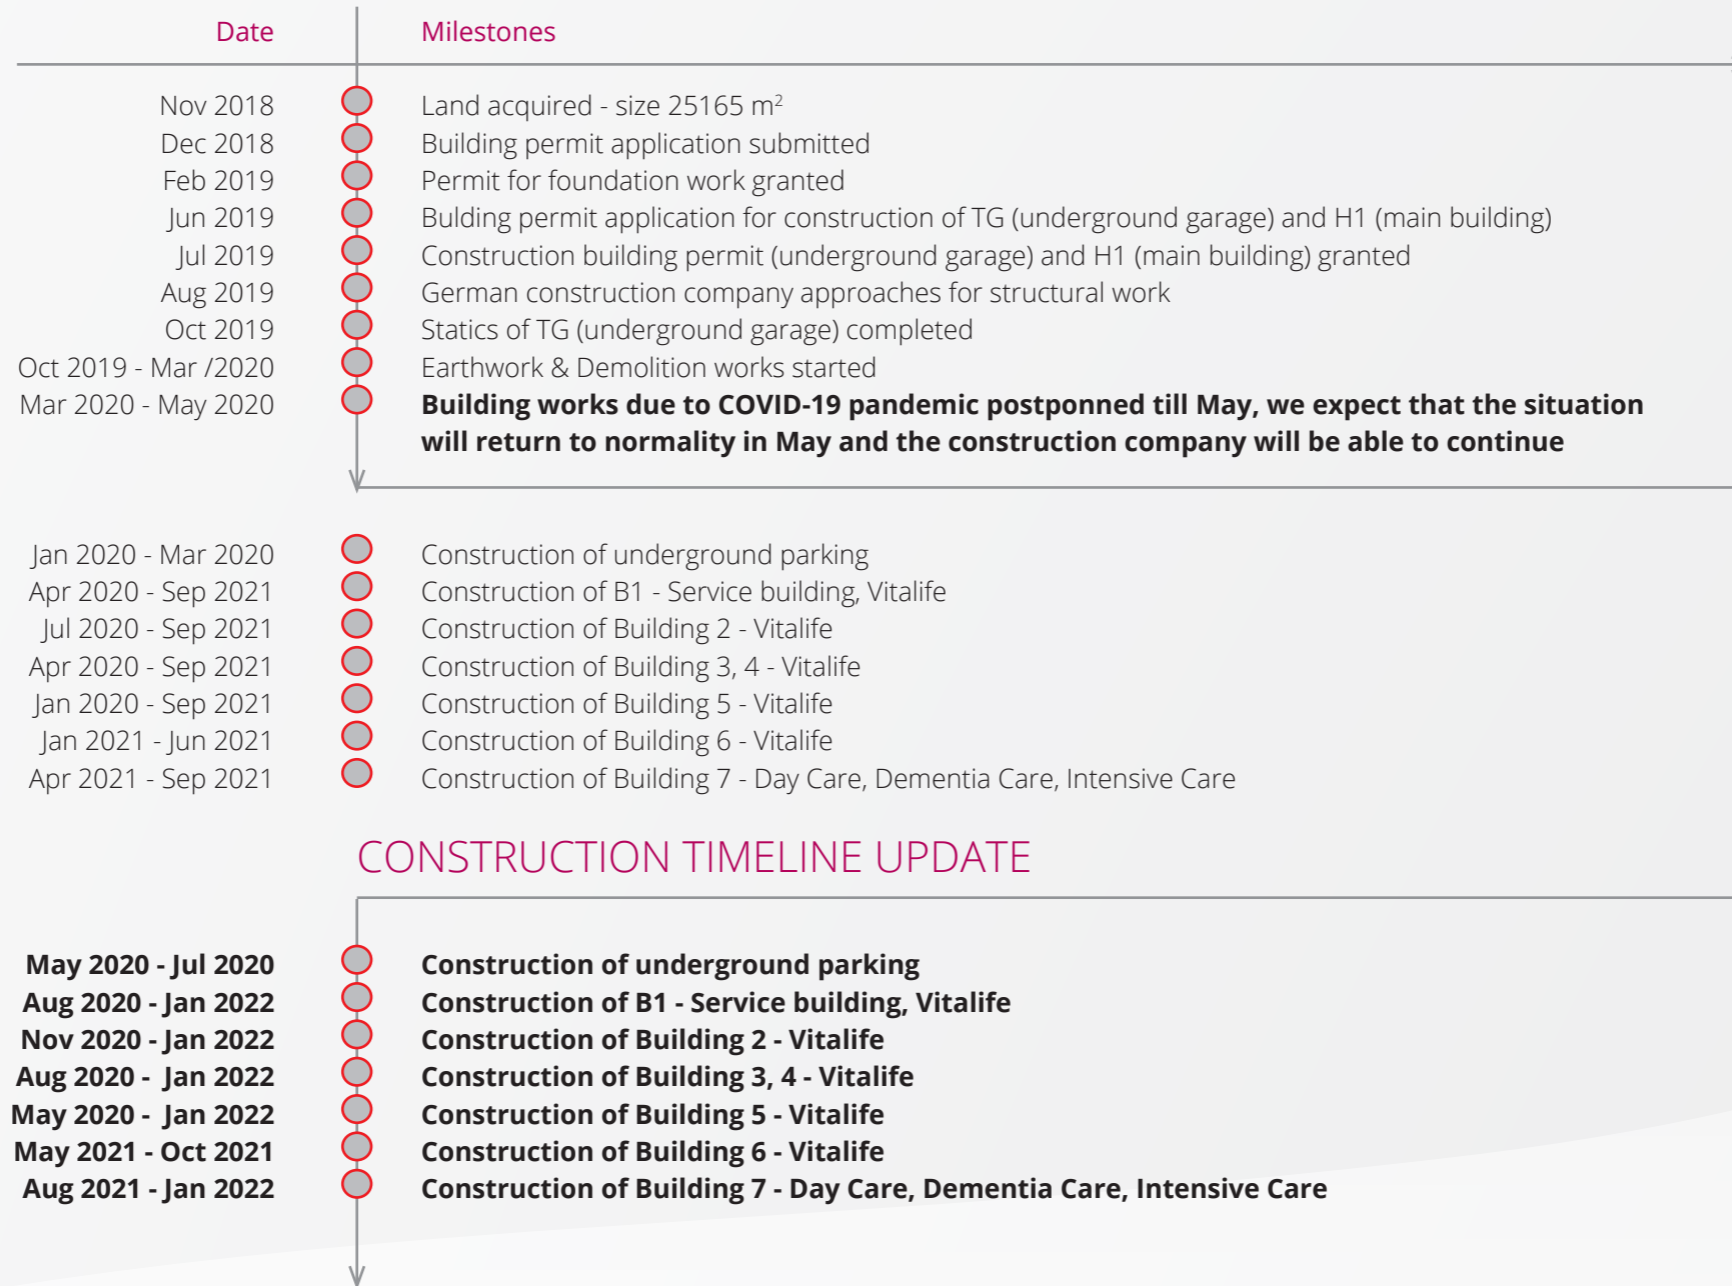 Date Milestones
Nov 2018 Land acquired - size 25165 m²
Dec 2018 Building permit application submitted
Feb 2019 Permit for foundation work granted
Jun 2019 Bulding permit application for construction of TG (underground garage) and H1 (main building)
Jul 2019 Construction building permit (underground garage) and H1 (main building) granted
Aug 2019 German construction company approaches for structural work
Oct 2019 Statics of TG (underground garage) completed
Oct 2019 - Mar /2020 Earthwork & Demolition works started
Mar 2020 - May 2020 Building works due to COVID-19 pandemic postponned till May, we expect that the situation
will return to normality in May and the construction company will be able to continue
Jan 2020 - Mar 2020 Construction of underground parking
Apr 2020 - Sep 2021 Construction of B1 - Service building, Vitalife
Jul 2020 - Sep 2021 Construction of Building 2 - Vitalife
Apr 2020 - Sep 2021 Construction of Building 3, 4 - Vitalife
Jan 2020 - Sep 2021 Construction of Building 5 - Vitalife
Jan 2021 - Jun 2021 Construction of Building 6 - Vitalife
Apr 2021 - Sep 2021 Construction of Building 7 - Day Care, Dementia Care, Intensive Care
CONSTRUCTION TIMELINE UPDATE
May 2020 - Jul 2020 Construction of underground parking
Aug 2020 - Jan 2022 Construction of B1 - Service building, Vitalife
Nov 2020 - Jan 2022 Construction of Building 2 - Vitalife
Aug 2020 - Jan 2022 Construction of Building 3, 4 - Vitalife
May 2020 - Jan 2022 Construction of Building 5 - Vitalife
May 2021 - Oct 2021 Construction of Building 6 - Vitalife
Aug 2021 - Jan 2022 Construction of Building 7 - Day Care, Dementia Care, Intensive Care